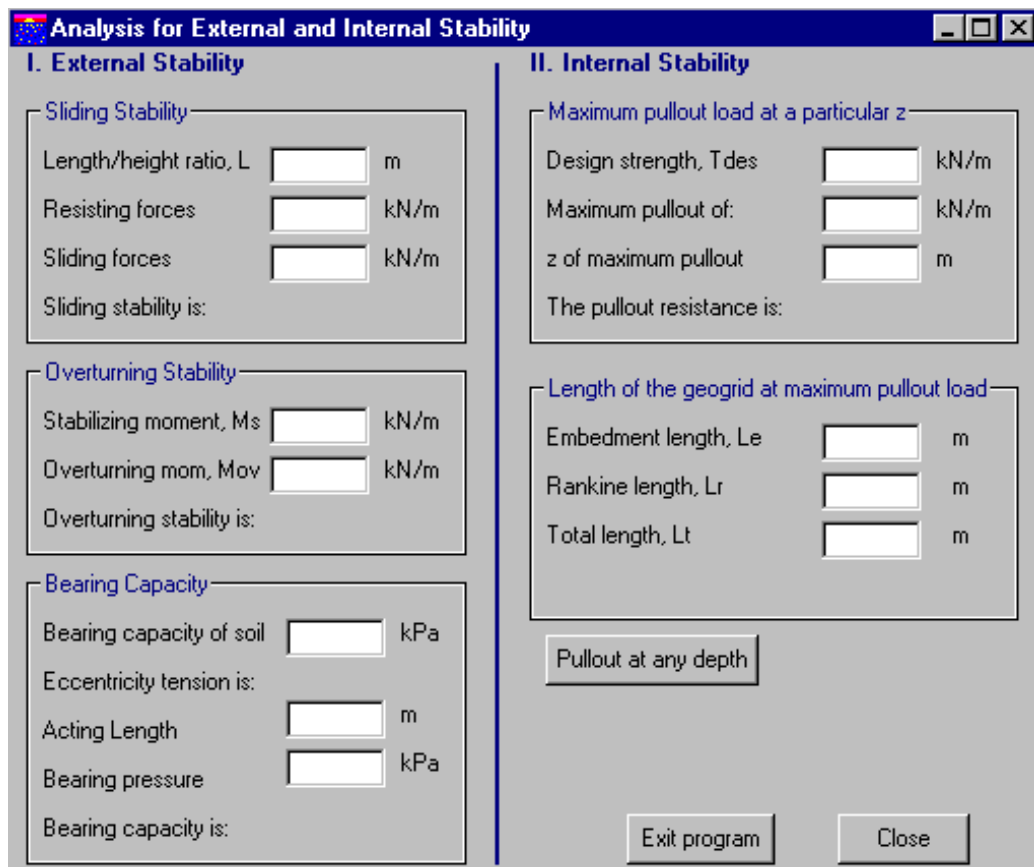 Analysis for External and Internal Stability
I. External Stability
Sliding Stability
Length/height ratio, L m
Resisting forces kN/m
Sliding forces kN/m
Sliding stability is:
Overturning Stability
Stabilizing moment, Ms kN/m
Overturning mom, Mov kN/m
Overturning stability is:
Bearing Capacity
Bearing capacity of soil kPa
Eccentricity tension is:
Acting Length m
Bearing pressure kPa
Bearing capacity is:
II. Internal Stability
Maximum pullout load at a particular z
Design strength, Tdes kN/m
Maximum pullout of: kN/m
z of maximum pullout m
The pullout resistance is:
Length of the geogrid at maximum pullout load
Embedment length, Le m
Rankine length, Lr m
Total length, Lt m
Pullout at any depth
Exit program
Close